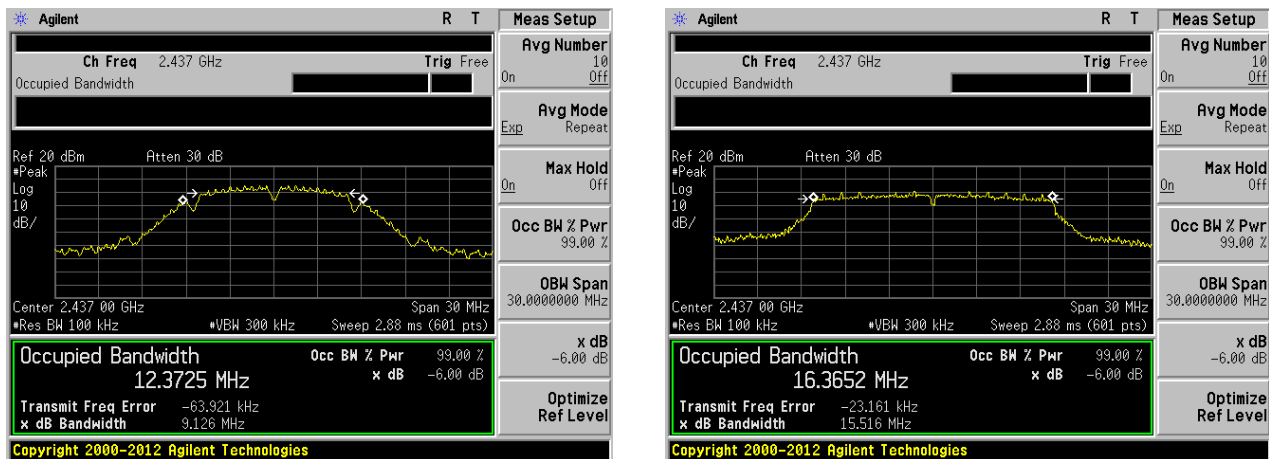 Agilent R T Meas Setup
Ch Freq 2.437 GHz Trig Free
Occupied Bandwidth
Ref 20 dBm Atten 30 dB
#Peak
Log
10
dB/
Center 2.437 00 GHz Span 30 MHz
#Res BW 100 kHz #VBW 300 kHz Sweep 2.88 ms (601 pts)
Occupied Bandwidth Occ BW % Pwr 99.00 %
12.3725 MHz x dB -6.00 dB
Transmit Freq Error -63.921 kHz
x dB Bandwidth 9.126 MHz
Copyright 2000-2012 Agilent Technologies
Avg Number
10
On Off
Avg Mode
Exp Repeat
Max Hold
On Off
Occ BW % Pwr
99.00 %
OBW Span
30.0000000 MHz
x dB
-6.00 dB
Optimize
Ref Level
Agilent R T Meas Setup
Ch Freq 2.437 GHz Trig Free
Occupied Bandwidth
Ref 20 dBm Atten 30 dB
#Peak
Log
10
dB/
Center 2.437 00 GHz Span 30 MHz
#Res BW 100 kHz #VBW 300 kHz Sweep 2.88 ms (601 pts)
Occupied Bandwidth Occ BW % Pwr 99.00 %
16.3652 MHz x dB -6.00 dB
Transmit Freq Error -23.161 kHz
x dB Bandwidth 15.516 MHz
Copyright 2000-2012 Agilent Technologies
Avg Number
10
On Off
Avg Mode
Exp Repeat
Max Hold
On Off
Occ BW % Pwr
99.00 %
OBW Span
30.0000000 MHz
x dB
-6.00 dB
Optimize
Ref Level